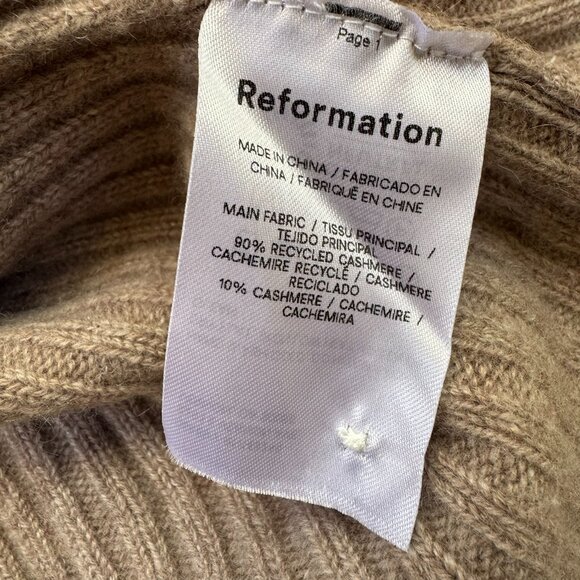 Page 1
Reformation
MADE IN CHINA / FABRICADO EN
CHINA / FABRIQUÉ EN CHINE
MAIN FABRIC / TISSU PRINCIPAL /
TEJIDO PRINCIPAL
90% RECYCLED CASHMERE /
CACHEMIRE RECYCLÉ / CASHMERE
RECICLADO
10% CASHMERE / CACHEMIRE /
CACHEMIRA